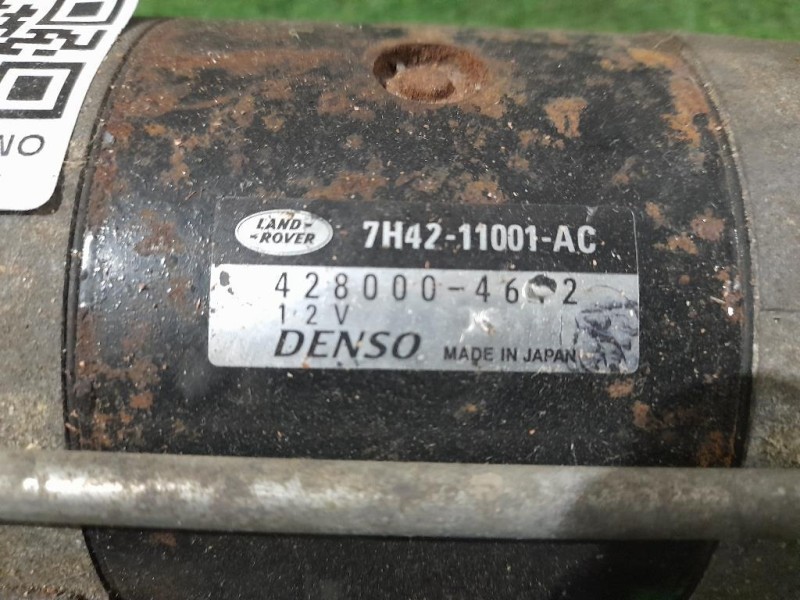 LAND-
-ROVER
7H42-11001-AC
12V
DENSO
MADE IN JAPAN